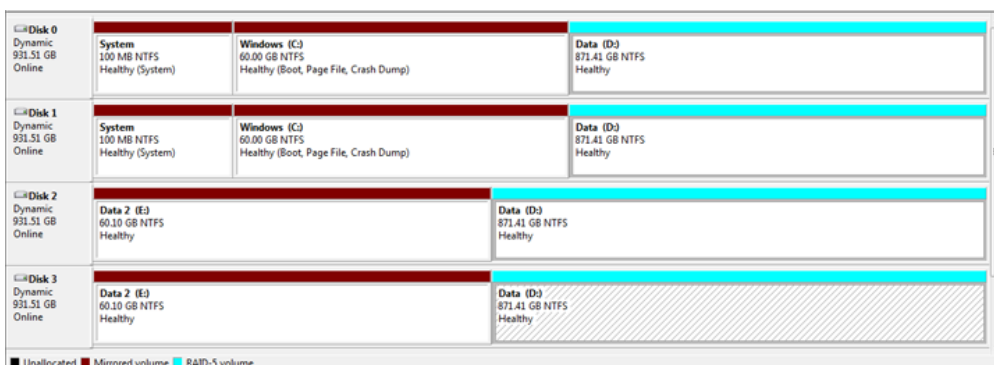 Disk 0
Dynamic
931.51 GB
Online
System
100 MB NTFS
Healthy (System)
Windows (C:)
60.00 GB NTFS
Healthy (Boot, Page File, Crash Dump)
Data (D:)
871.41 GB NTFS
Healthy
Disk 1
Dynamic
931.51 GB
Online
System
100 MB NTFS
Healthy (System)
Windows (C:)
60.00 GB NTFS
Healthy (Boot, Page File, Crash Dump)
Data (D:)
871.41 GB NTFS
Healthy
Disk 2
Dynamic
931.51 GB
Online
Data 2 (E:)
60.10 GB NTFS
Healthy
Data (D:)
871.41 GB NTFS
Healthy
Disk 3
Dynamic
931.51 GB
Online
Data 2 (E:)
60.10 GB NTFS
Healthy
Data (D:)
871.41 GB NTFS
Healthy
Unallocated Mirrored volume RAID-5 volume